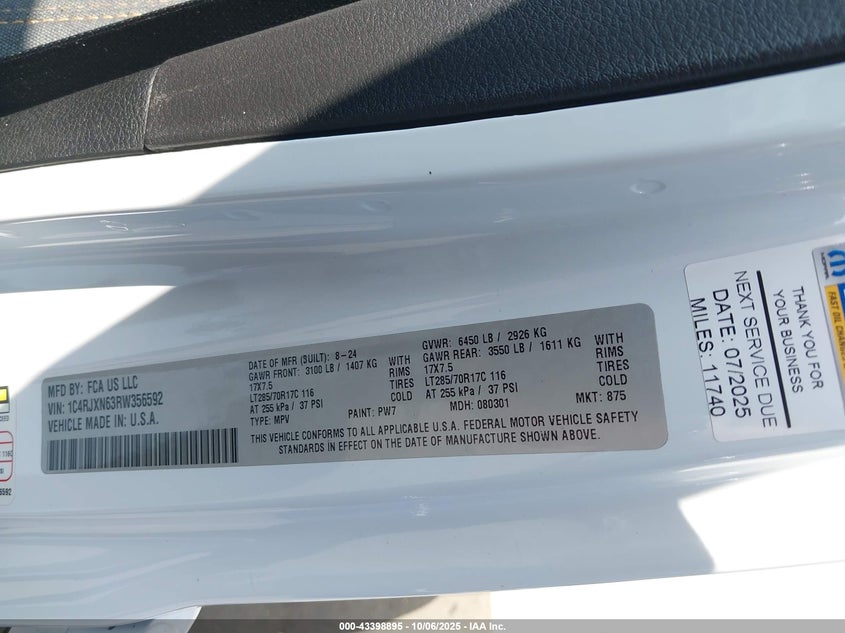 MFD BY: FCA US LLC
VIN: 1C4RJXN63RW356592
VEHICLE MADE IN: U.S.A.
DATE OF MFR (BUILT): 8-24
GAWR FRONT: 3100 LB / 1407 KG WITH
17X7.5 RIMS
LT285/70R17C 116 TIRES
AT 255 kPa / 37 PSI COLD
TYPE: MPV PAINT: PW7
GVWR: 6450 LB / 2926 KG
GAWR REAR: 3550 LB / 1611 KG WITH
17X7.5 RIMS
LT285/70R17C 116 TIRES
AT 255 kPa / 37 PSI COLD
MDH: 080301 MKT: 875
THIS VEHICLE CONFORMS TO ALL APPLICABLE U.S.A. FEDERAL MOTOR VEHICLE SAFETY
STANDARDS IN EFFECT ON THE DATE OF MANUFACTURE SHOWN ABOVE.
MOPAR
THANK YOU FOR
YOUR BUSINESS
NEXT SERVICE DUE
DATE: 07/2025
MILES: 11740
000-43398895 - 10/06/2025 - IAA Inc.